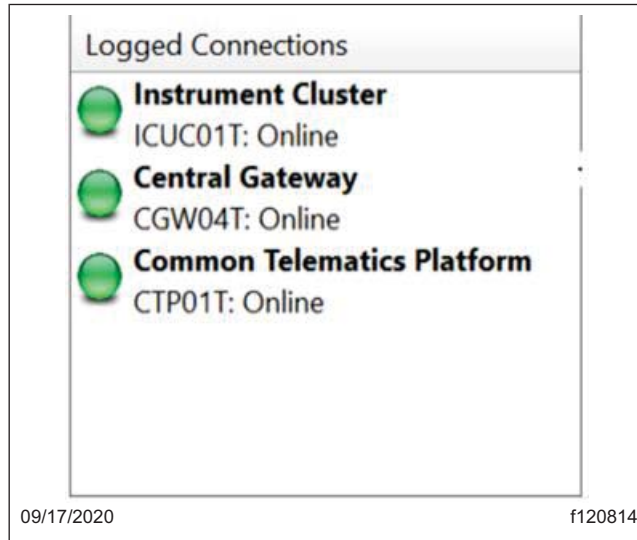 Logged Connections
Instrument Cluster
ICUC01T: Online
Central Gateway
CGW04T: Online
Common Telematics Platform
CTP01T: Online
09/17/2020 f120814